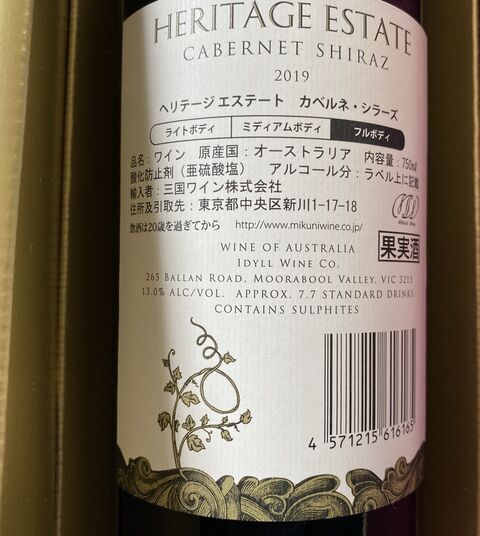 HERITAGE ESTATE
CABERNET SHIRAZ
2019
ヘリテージ エステート カベルネ・シラーズ
ライトボディ ミディアムボディ フルボディ
品名：ワイン 原産国：オーストラリア 内容量：750ml
酸化防止剤（亜硫酸塩） アルコール分：ラベル上に記載
輸入者：三国ワイン株式会社
住所及引取先：東京都中央区新川1-17-18
飲酒は20歳を過ぎてから http://www.mikuniwine.co.jp/
果実酒
WINE OF AUSTRALIA
IDYLL WINE CO.
265 BALLAN ROAD, MOORABOOL VALLEY, VIC 3213
13.0% ALC/VOL. APPROX. 7.7 STANDARD DRINKS.
CONTAINS SULPHITES
4 571215 616165